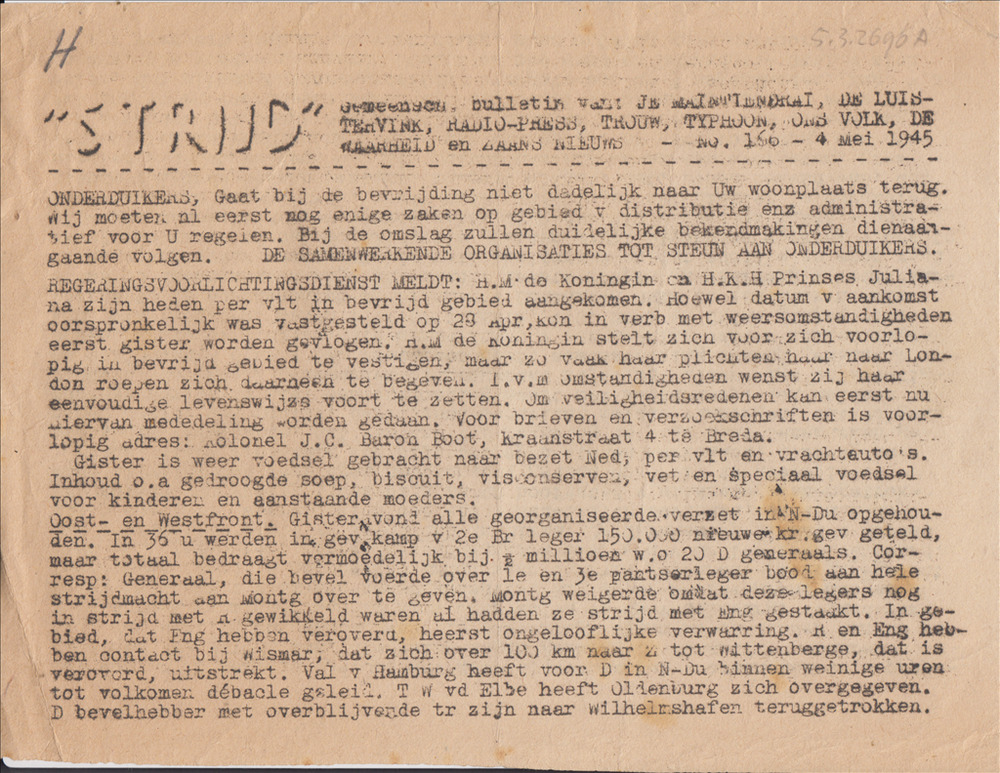 H
5.3.2696 A
"STRIJD" Gemeensch. bulletin van: JE MAINTIENDRAI, DE LUIS-
TERVINK, RADIO-PRESS, TROUW, TYPHOON, ONS VOLK, DE
WAARHEID en ZAANS NIEUWS - No. 166 - 4 Mei 1945
ONDERDUIKERS, Gaat bij de bevrijding niet dadelijk naar Uw woonplaats terug.
Wij moeten nl eerst nog enige zaken op gebied v distributie enz administra-
tief voor U regelen. Bij de omslag zullen duidelijke bekendmakingen dienaan-
gaande volgen. DE SAMENWERKENDE ORGANISATIES TOT STEUN AAN ONDERDUIKERS.
REGERINGSVOORLICHTINGSDIENST MELDT: H.M de Koningin en H.K.H Prinses Julia-
na zijn heden per vlt in bevrijd gebied aangekomen. Hoewel datum v aankomst
oorspronkelijk was vastgesteld op 28 Apr, kon in verb met weersomstandigheden
eerst gister worden gevlogen. H.M de Koningin stelt zich voor zich voorlo-
pig in bevrijd gebied te vestigen, maar zo vaak haar plichten haar naar Lon-
don roepen zich daarheen te begeven. I.v.m omstandigheden wenst zij haar
eenvoudige levenswijze voort te zetten. Om veiligheidsredenen kan eerst nu
hiervan mededeling worden gedaan. Voor brieven en verzoekschriften is voor-
lopig adres: Kolonel J.C. Baron Boot, Kraanstraat 4 te Breda.
Gister is weer voedsel gebracht naar bezet Ned, per vlt en vrachtauto's.
Inhoud o.a gedroogde soep, biscuit, visconserven, vet en speciaal voedsel
voor kinderen en aanstaande moeders.
Oost- en Westfront. Gister vond alle georganiseerde verzet in N-Du opgehou-
den. In 36 u werden in gev kamp v 2e Br leger 150.000 nieuwe kr.gev geteld,
maar totaal bedraagt vermoedelijk bij ½ millioen w.o 20 D generaals. Cor-
resp: Generaal, die bevel voerde over 1e en 3e pantserleger bood aan hele
strijdmacht aan Montg over te geven. Montg weigerde omdat deze legers nog
in strijd met R gewikkeld waren al hadden ze strijd met Eng gestaakt. In ge-
bied, dat Eng hebben veroverd, heerst ongelooflijke verwarring. R en Eng heb-
ben contact bij Wismar, dat zich over 100 km naar Z tot Wittenberge, dat is
veroverd, uitstrekt. Val v Hamburg heeft voor D in N-Du binnen weinige uren
tot volkomen débacle geleid. T W vd Elbe heeft Oldenburg zich overgegeven.
D bevelhebber met overblijvende tr zijn naar Wilhelmshafen teruggetrokken.